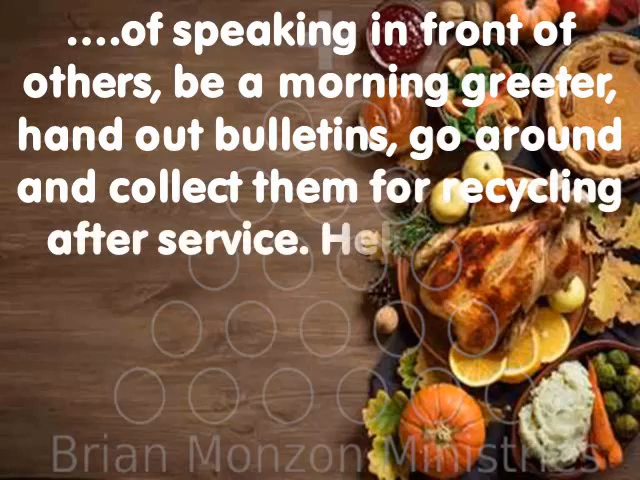 ....of speaking in front of
others, be a morning greeter,
hand out bulletins, go around
and collect them for recycling
after service. Hel
Brian Monzon Ministries